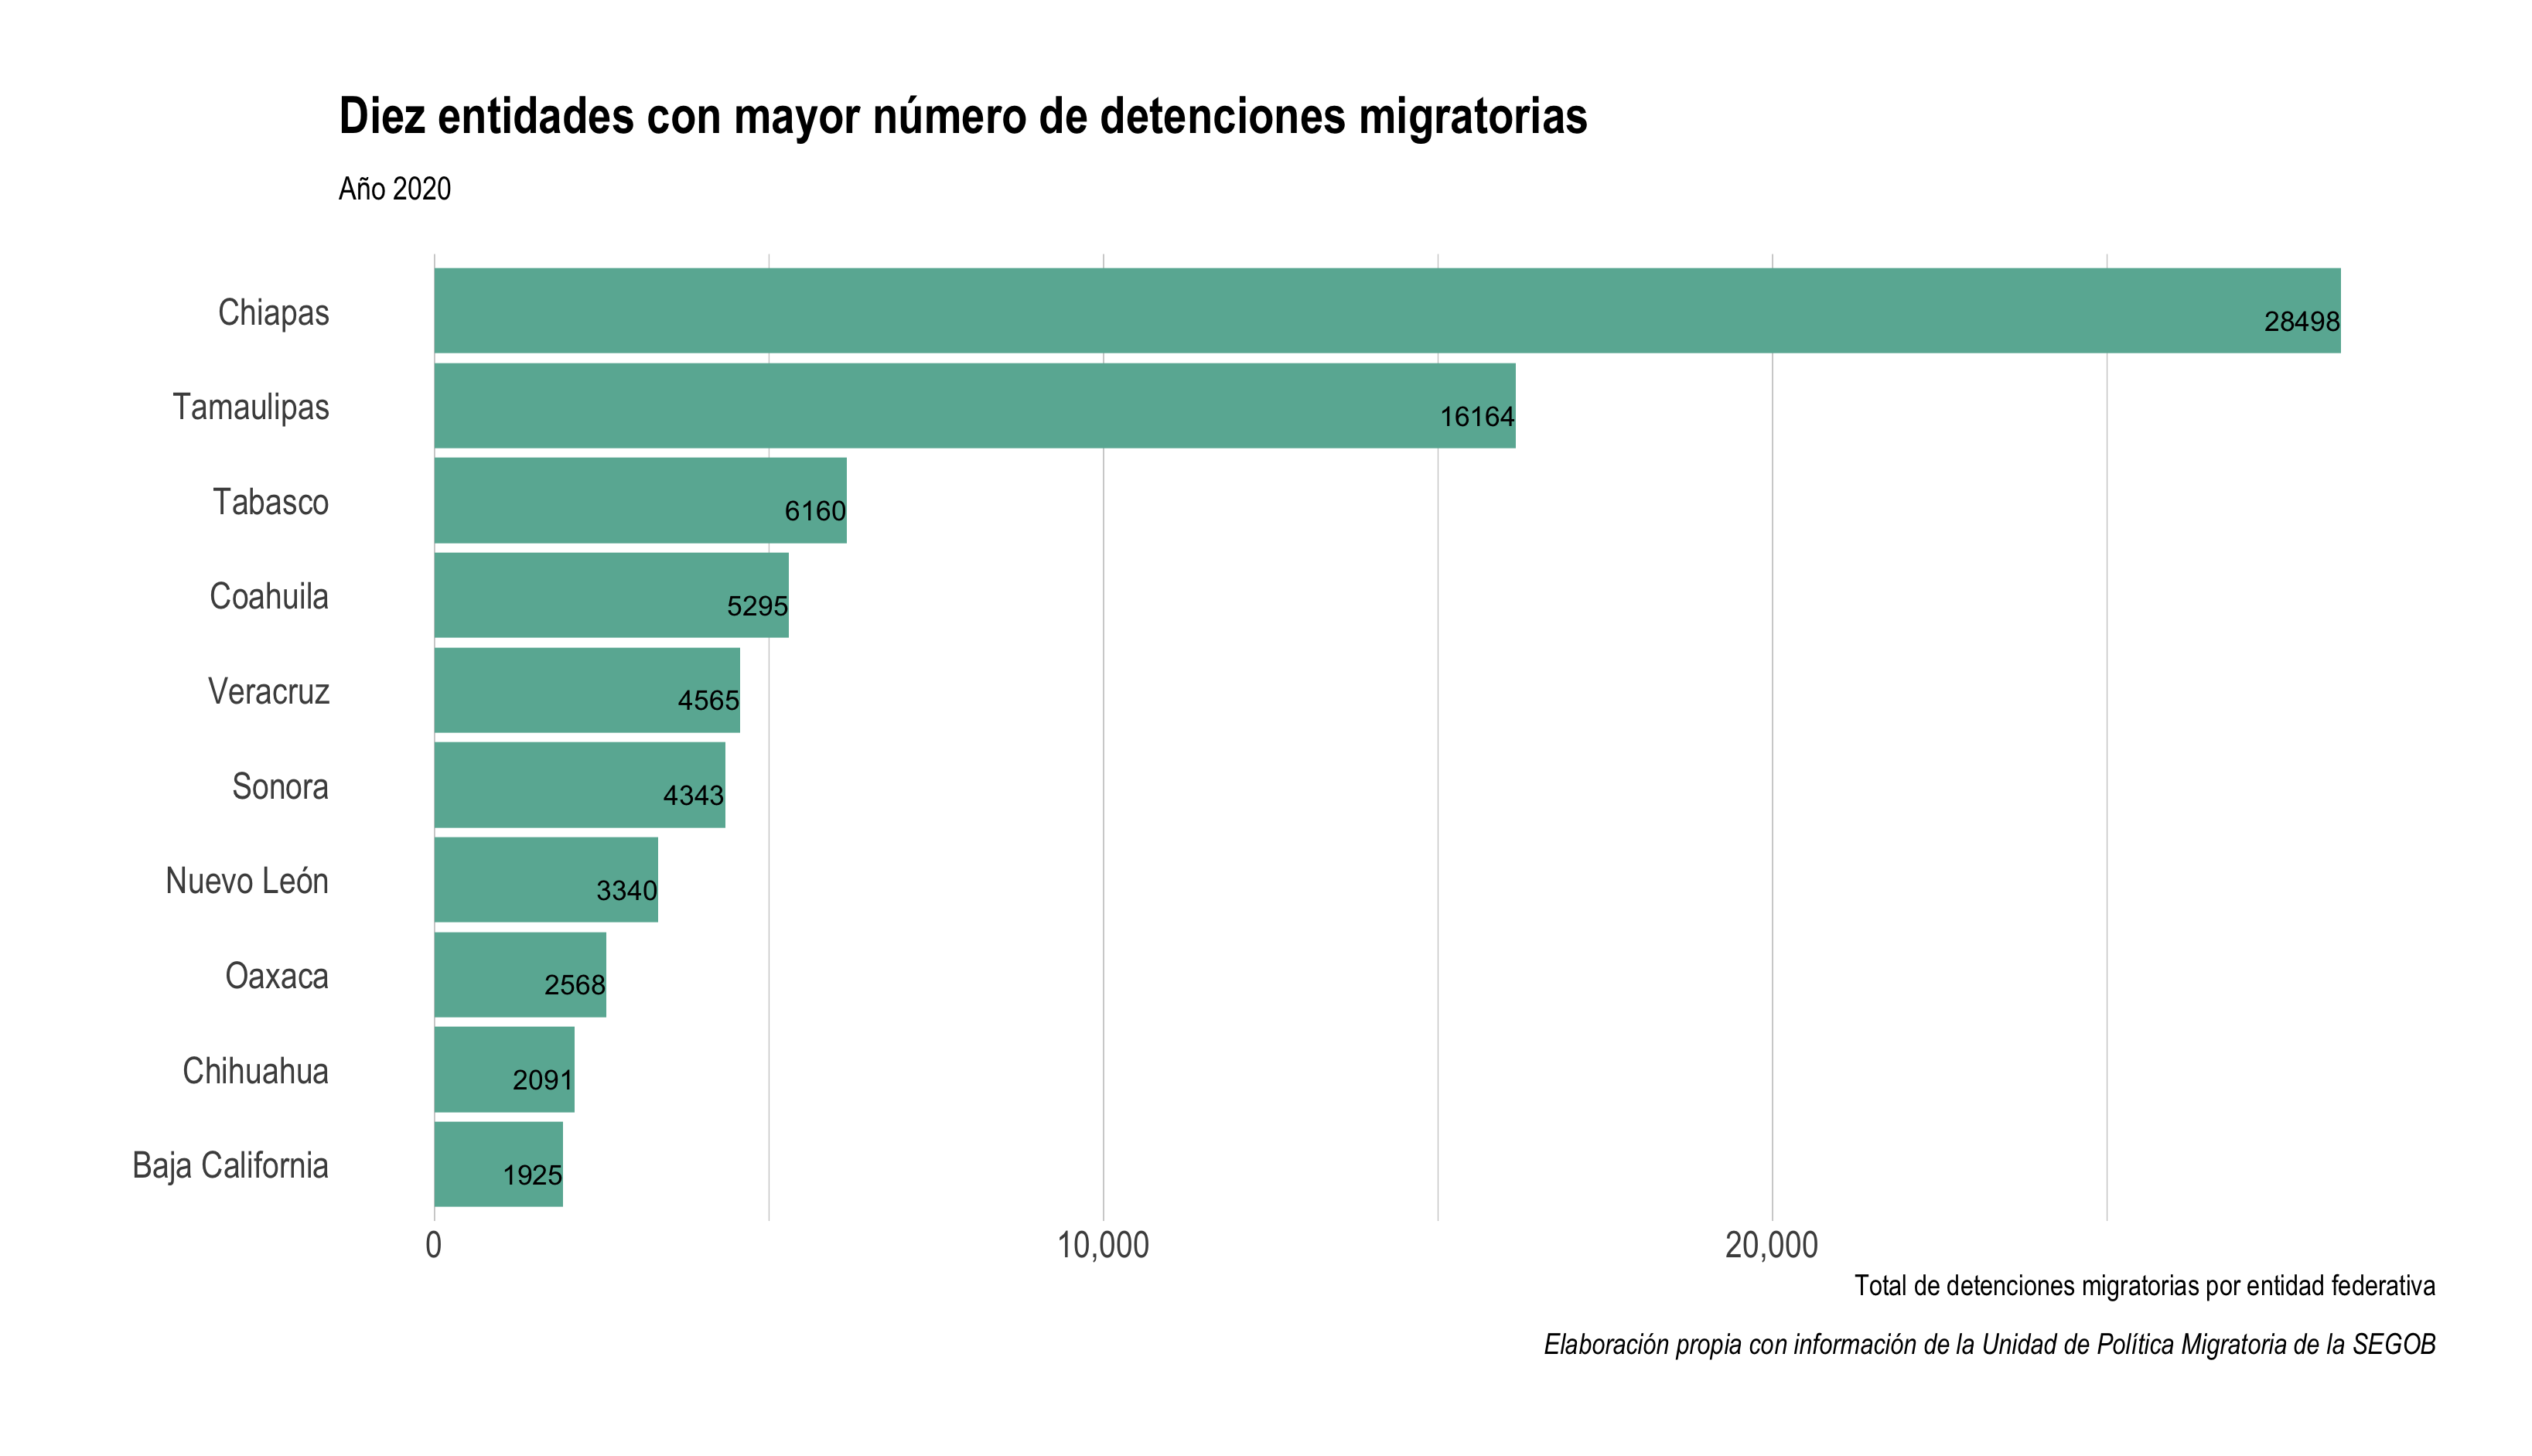 Diez entidades con mayor número de detenciones migratorias
Año 2020
Chiapas 28498
Tamaulipas 16164
Tabasco 6160
Coahuila 5295
Veracruz 4565
Sonora 4343
Nuevo León 3340
Oaxaca 2568
Chihuahua 2091
Baja California 1925
0 10,000 20,000
Total de detenciones migratorias por entidad federativa
Elaboración propia con información de la Unidad de Política Migratoria de la SEGOB